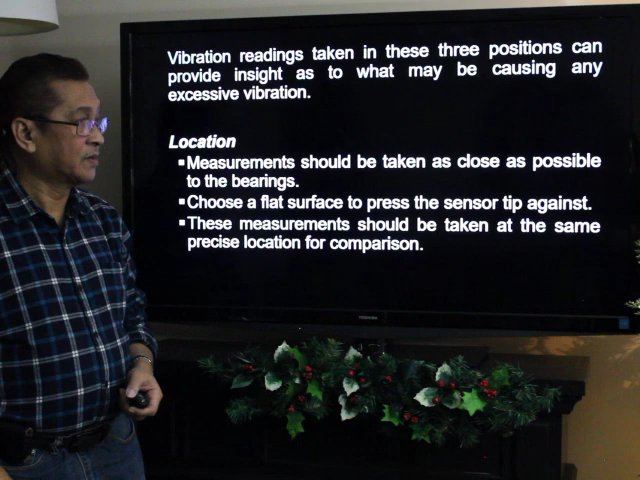 Vibration readings taken in these three positions can
provide insight as to what may be causing any
excessive vibration.
Location
▪Measurements should be taken as close as possible
to the bearings.
▪Choose a flat surface to press the sensor tip against.
▪These measurements should be taken at the same
precise location for comparison.
TOSHIBA